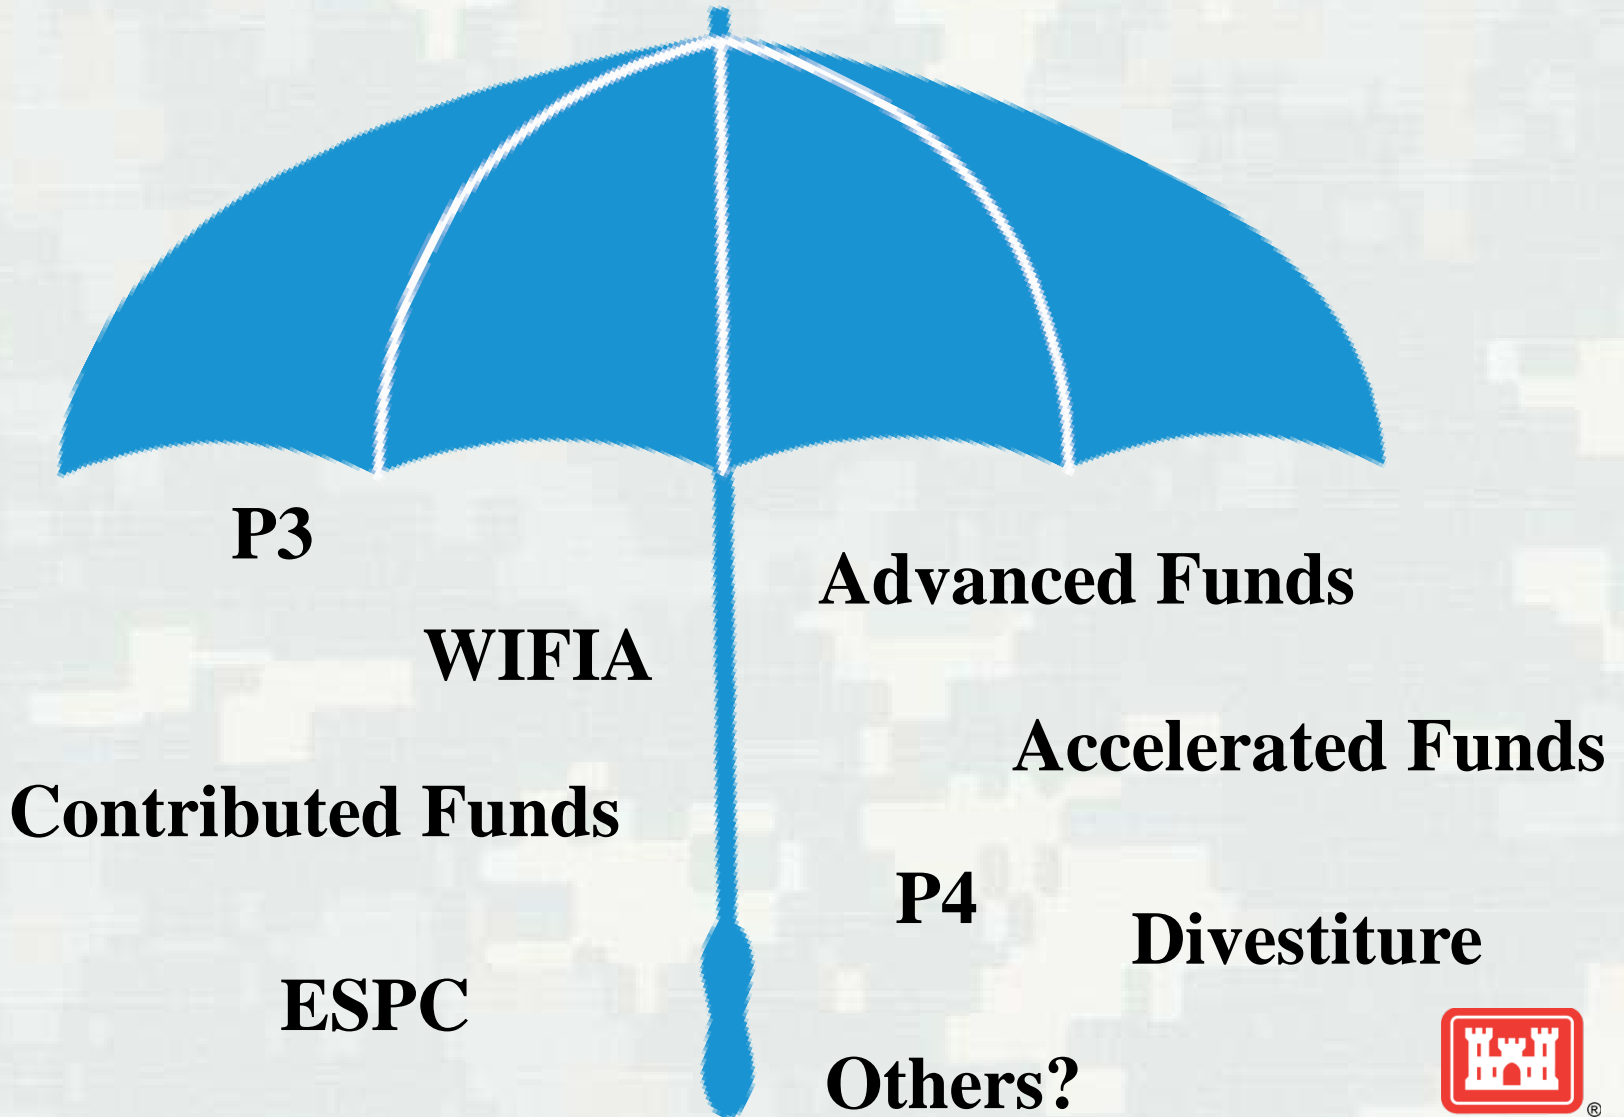 P3
Advanced Funds
WIFIA
Accelerated Funds
Contributed Funds
P4
Divestiture
ESPC
Others?
®